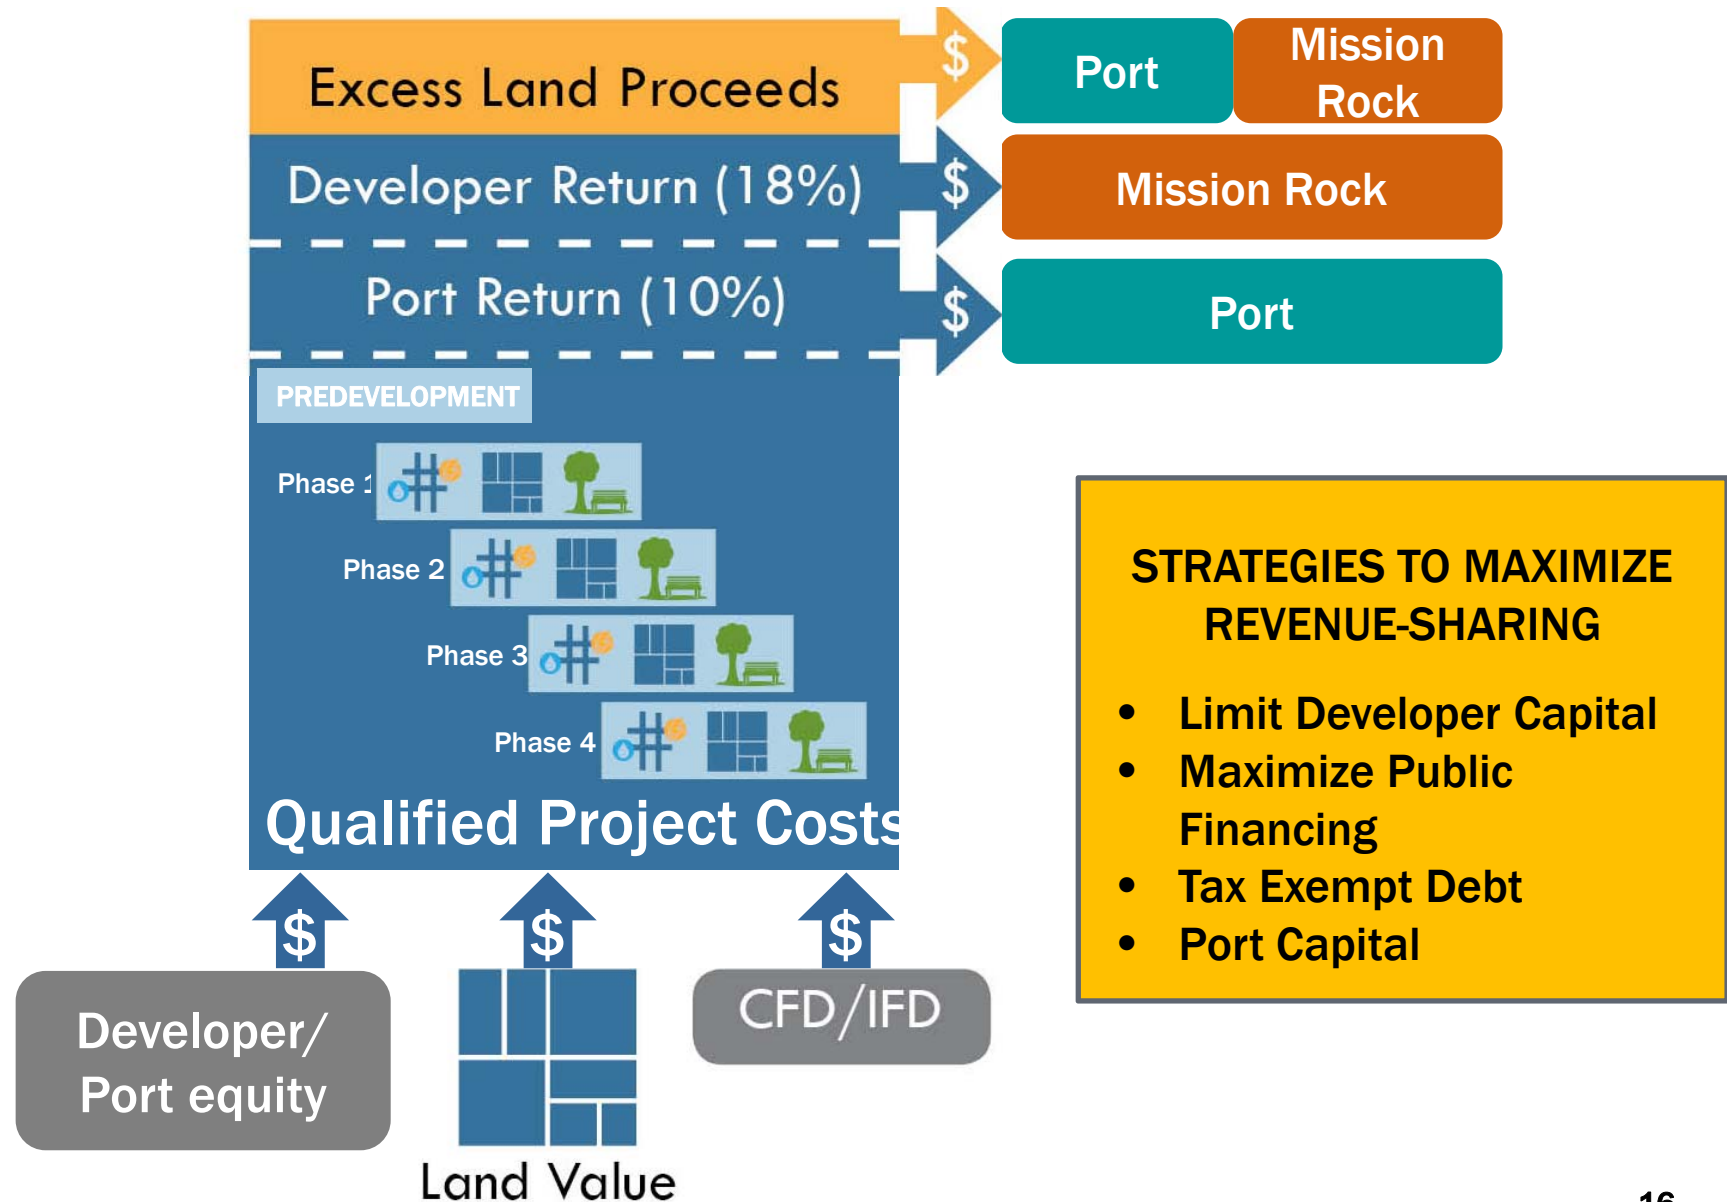 Excess Land Proceeds
$
Port
Mission
Rock
Developer Return (18%)
$
Mission Rock
Port Return (10%)
$
Port
PREDEVELOPMENT
Phase 1
Phase 2
Phase 3
Phase 4
Qualified Project Costs
$
$
$
Developer/
Port equity
Land Value
CFD/IFD
STRATEGIES TO MAXIMIZE
REVENUE-SHARING
• Limit Developer Capital
• Maximize Public
Financing
• Tax Exempt Debt
• Port Capital
16